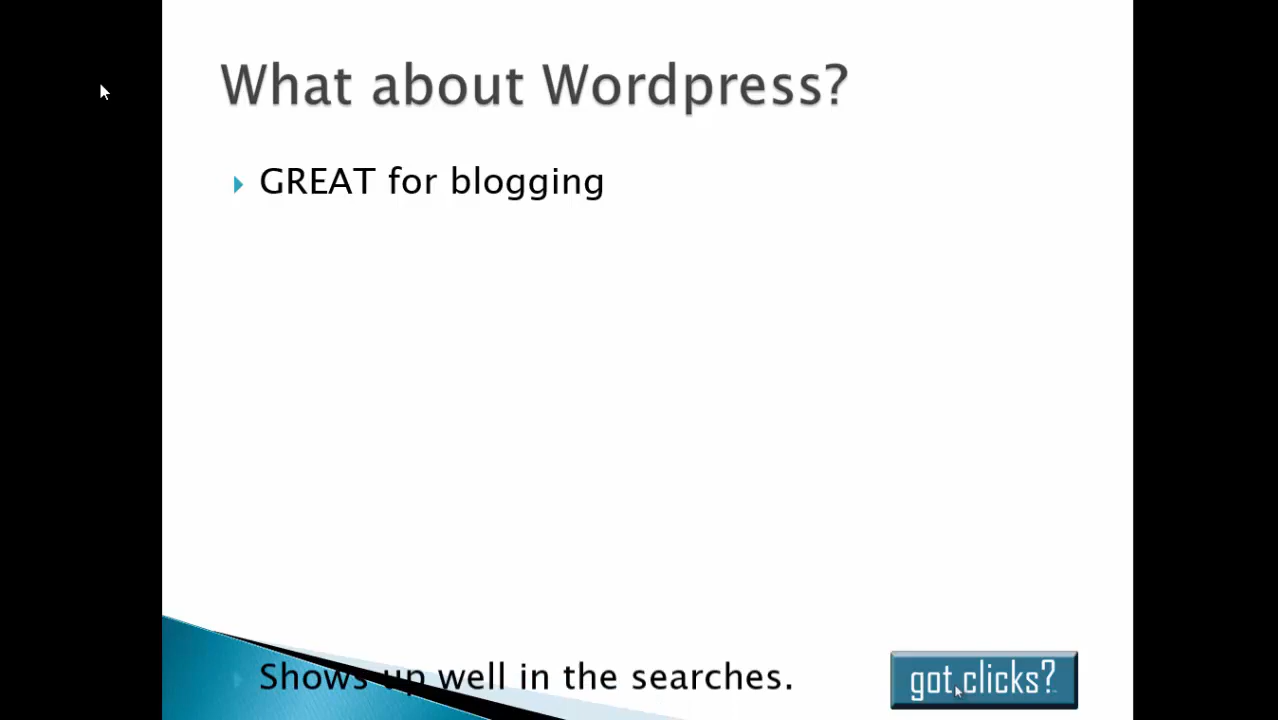 What about Wordpress?
GREAT for blogging
Shows up well in the searches.
got clicks?